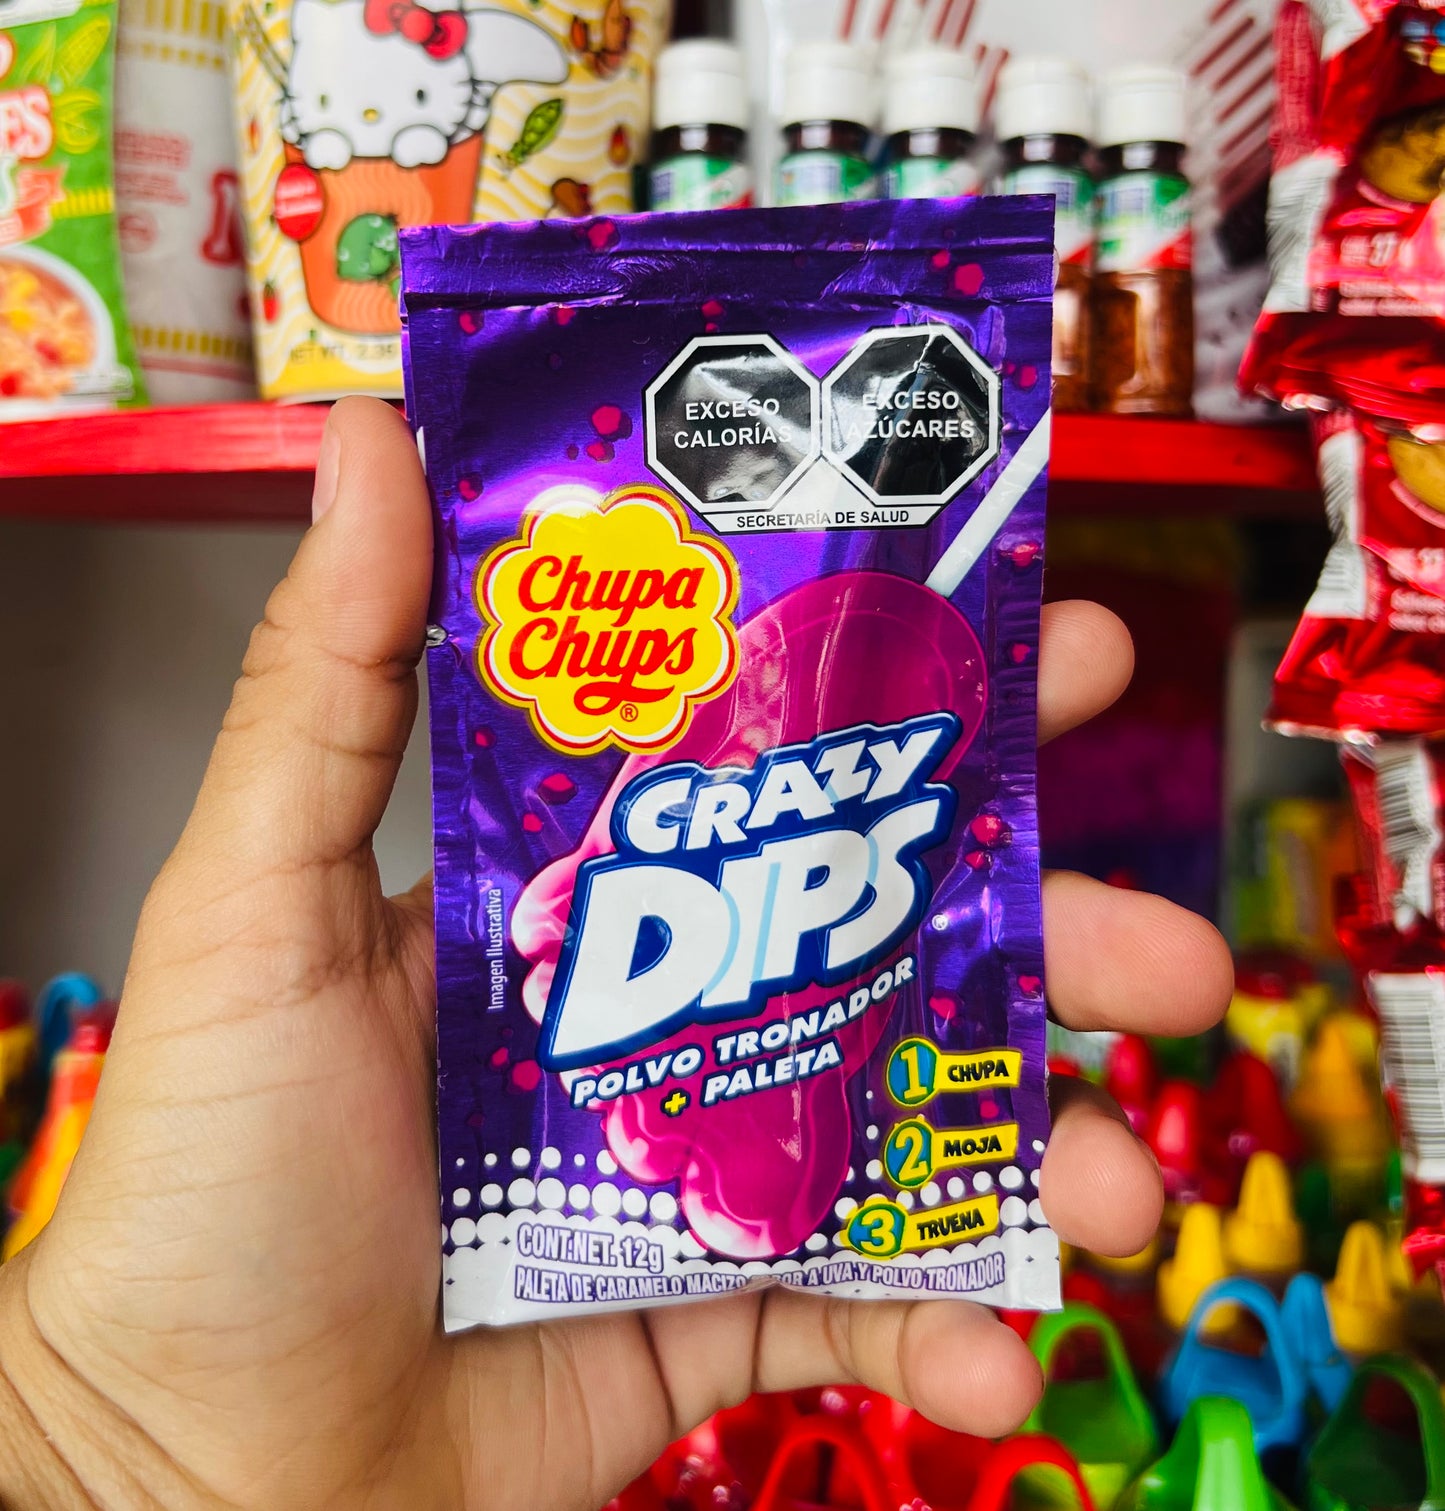 EXCESO
CALORÍAS
EXCESO
AZÚCARES
SECRETARÍA DE SALUD
Chupa
Chups
®
CRAZY
DIPS
®
POLVO TRONADOR
+ PALETA
Imagen Ilustrativa
1 CHUPA
2 MOJA
3 TRUENA
CONT.NET. 12g
PALETA DE CARAMELO MACIZO SABOR A UVA Y POLVO TRONADOR